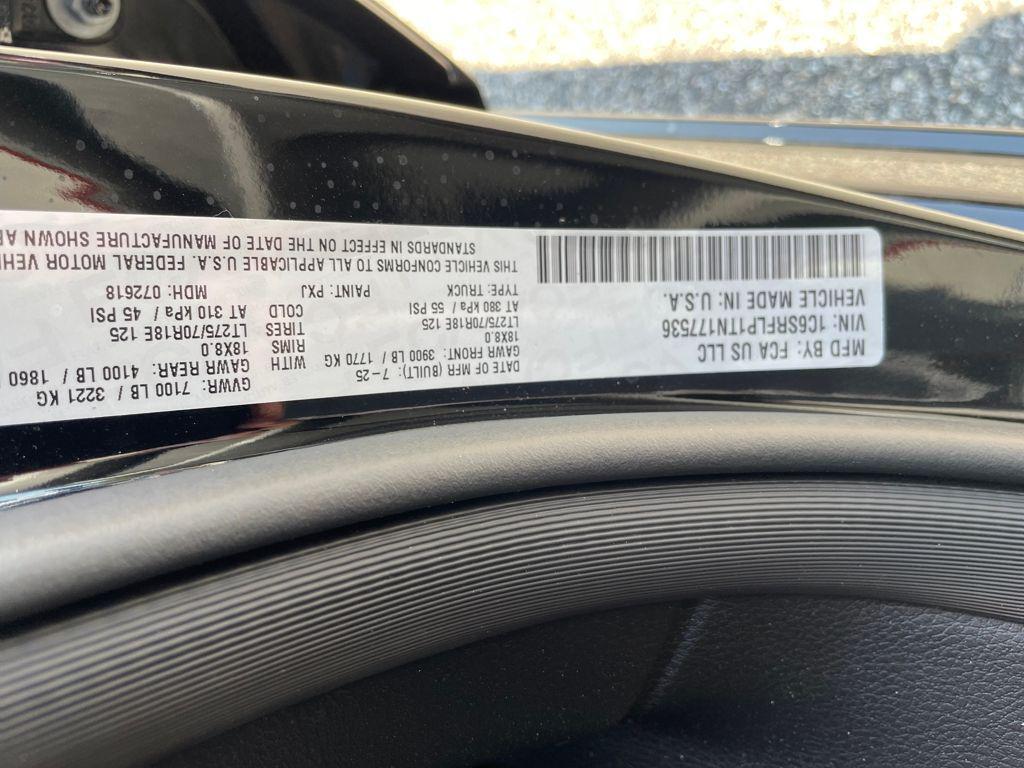 MFD BY: FCA US LLC
VIN: 1C6SRFLP1TN177536
VEHICLE MADE IN: U.S.A.
DATE OF MFR (BUILT): 7-25
GVWR: 7100 LB / 3221 KG
GAWR FRONT: 3900 LB / 1770 KG WITH GAWR REAR: 4100 LB / 1860
18X8.0 RIMS 18X8.0
LT275/70R18E 125 TIRES LT275/70R18E 125
AT 380 kPa / 55 PSI COLD AT 310 kPa / 45 PSI
TYPE: TRUCK PAINT: PXJ MDH: 072618
THIS VEHICLE CONFORMS TO ALL APPLICABLE U.S.A. FEDERAL MOTOR
STANDARDS IN EFFECT ON THE DATE OF MANUFACTURE SHOWN